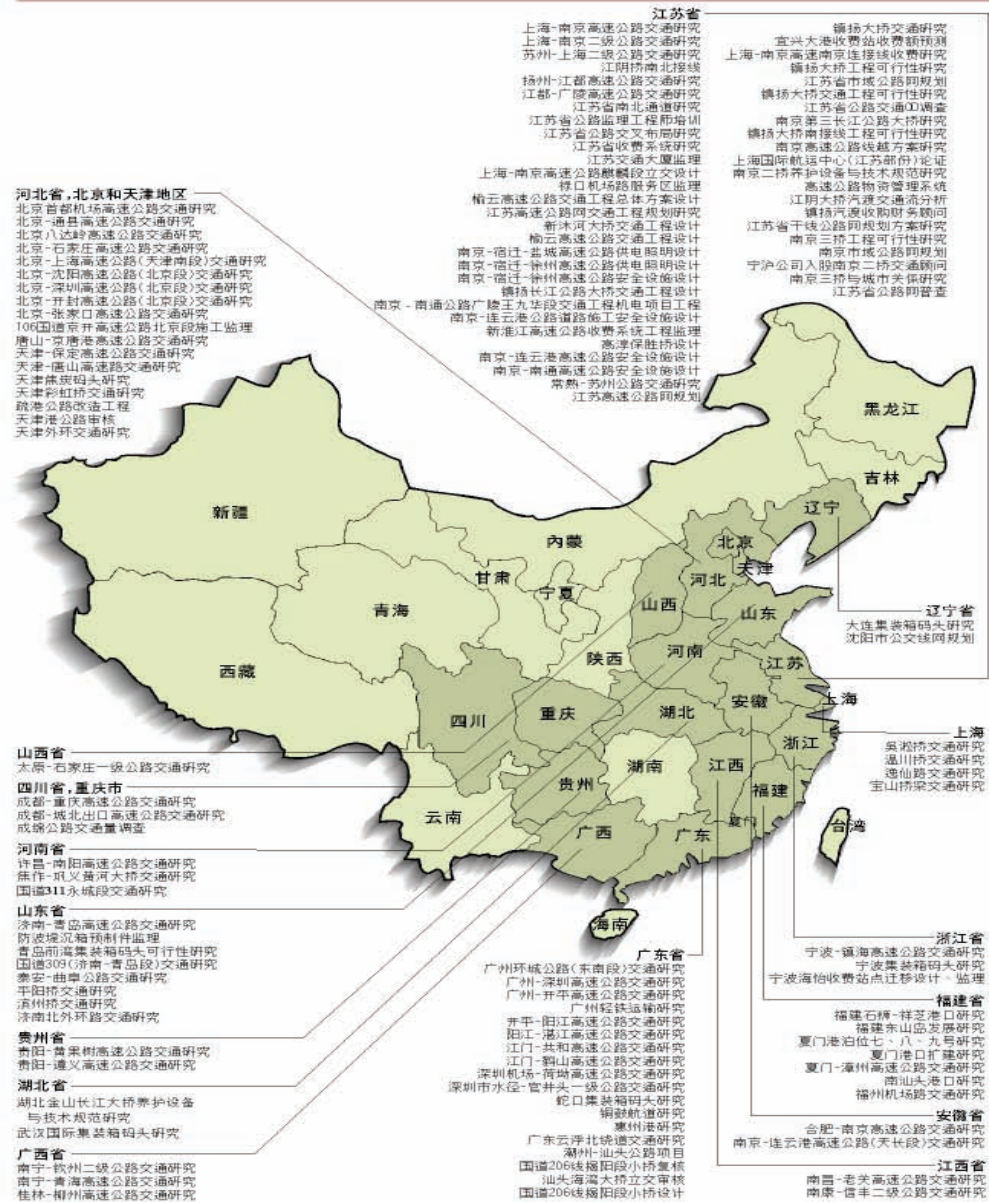 江苏省
上海-南京高速公路交通研究
上海-南京二级公路交通研究
苏州-上海二级公路交通研究
江阴桥南北接线
扬州-江都高速公路交通研究
江都-广陵高速公路交通研究
江苏省南北通道研究
江苏省公路监理工程师培训
江苏省公路交叉布局研究
江苏省收费系统研究
江苏交通大厦监理
上海-南京高速公路麒麟段立交设计
禄口机场路服务区监理
榆云高速公路交通工程总体方案设计
江苏高速公路网交通工程规划研究
新沐河大桥交通工程设计
榆云高速公路交通工程设计
南京-宿迁-盐城高速公路供电照明设计
南京-宿迁-徐州高速公路供电照明设计
南京-宿迁-徐州高速公路安全设施设计
镇扬长江公路大桥交通工程设计
南京-南通公路广陵王九华段交通工程机电项目工程
南京-连云港公路道路施工安全设施设计
新淮江高速公路收费系统工程监理
高淳保胜桥设计
南京-连云港高速公路安全设施设计
南京-南通高速公路安全设施设计
常熟-苏州公路交通研究
江苏高速公路网规划
镇扬大桥交通研究
宜兴大港收费站收费额预测
上海-南京高速南京连接线收费研究
镇扬大桥工程可行性研究
江苏省市域公路网规划
镇扬大桥交通工程可行性研究
江苏省公路交通OD调查
南京第三长江公路大桥研究
镇扬大桥南接线工程可行性研究
南京高速公路线越方案研究
上海国际航运中心(江苏部份)论证
南京二桥养护设备与技术规范研究
高速公路物资管理系统
江阴大桥汽渡交通流分析
镇扬汽渡收购财务顾问
江苏省干线公路网规划方案研究
南京三桥工程可行性研究
南京市域公路网规划
宁沪公司入股南京二桥交通顾问
南京三桥与城市关系研究
江苏省公路网普查
河北省,北京和天津地区
北京首都机场高速公路交通研究
北京-通县高速公路交通研究
北京八达岭高速公路交通研究
北京-石家庄高速公路交通研究
北京-上海高速公路(天津南段)交通研究
北京-沈阳高速公路(北京段)交通研究
北京-深圳高速公路(北京段)交通研究
北京-开封高速公路(北京段)交通研究
北京-张家口高速公路交通研究
106国道京开高速公路北京段施工监理
唐山-京唐港高速公路交通研究
天津-保定高速公路交通研究
天津-唐山高速路交通研究
天津焦炭码头研究
天津彩虹桥交通研究
疏港公路改造工程
天津港公路审核
天津外环交通研究
黑龙江
吉林
辽宁
新疆
内蒙
北京
天津
甘肃
宁夏
河北
山西
山东
青海
陕西
河南
江苏
西藏
四川
重庆
湖北
安徽
上海
浙江
湖南
江西
贵州
福建
云南
广西
广东
厦门
台湾
海南
辽宁省
大连集装箱码头研究
沈阳市公交线网规划
上海
吴淞桥交通研究
温川桥交通研究
逸仙路交通研究
宝山桥梁交通研究
山西省
太原-石家庄一级公路交通研究
四川省,重庆市
成都-重庆高速公路交通研究
成都-城北出口高速公路交通研究
成绵公路交通量调查
河南省
许昌-南阳高速公路交通研究
焦作-巩义黄河大桥交通研究
国道311永城段交通研究
山东省
济南-青岛高速公路交通研究
防波堤沉箱预制件监理
青岛前湾集装箱码头可行性研究
国道309(济南-青岛段)交通研究
泰安-曲阜公路交通研究
平阳桥交通研究
滨州桥交通研究
济南北外环路交通研究
贵州省
贵阳-黄果树高速公路交通研究
贵阳-遵义高速公路交通研究
湖北省
湖北金山长江大桥养护设备
与技术规范研究
武汉国际集装箱码头研究
广西省
南宁-钦州二级公路交通研究
南宁-青海高速公路交通研究
桂林-柳州高速公路交通研究
广东省
广州环城公路(东南段)交通研究
广州-深圳高速公路交通研究
广州-开平高速公路交通研究
广州轻铁运输研究
开平-阳江高速公路交通研究
阳江-湛江高速公路交通研究
江门-共和高速公路交通研究
江门-鹤山高速公路交通研究
深圳机场-荷坳高速公路交通研究
深圳市水径-官井头一级公路交通研究
蛇口集装箱码头研究
铜鼓航道研究
惠州港研究
广东云浮北绕道交通研究
潮州-汕头公路项目
国道206线揭阳段小桥复核
汕头海湾大桥立交审核
国道206线揭阳段小桥设计
浙江省
宁波-镇海高速公路交通研究
宁波集装箱码头研究
宁波海怡收费站点迁移设计、监理
福建省
福建石狮-祥芝港口研究
福建东山岛发展研究
厦门港泊位七、八、九号研究
厦门港口扩建研究
厦门-漳州高速公路交通研究
南汕头港口研究
福州机场路交通研究
安徽省
合肥-南京高速公路交通研究
南京-连云港高速公路(天长段)交通研究
江西省
南昌-老关高速公路交通研究
南康-信丰二级公路交通研究